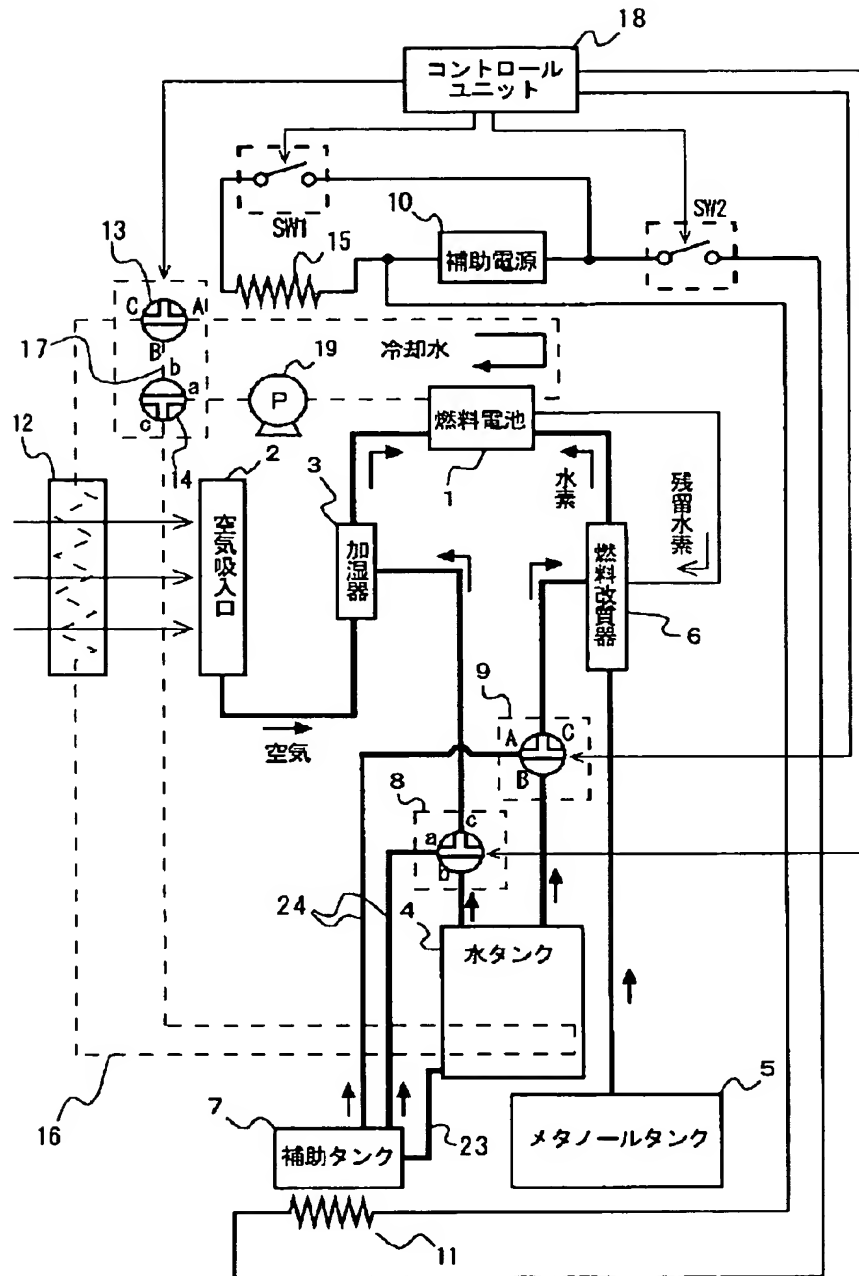 18
コントロール
ユニット
SW1
SW2
10
補助電源
15
13
C
A
B
17
b
a
c
14
19
P
冷却水
燃料電池
1
12
2
空気吸入口
3
加湿器
水素
残留水素
燃料改質器
6
空気
9
A
C
B
8
a
c
b
24
4
水タンク
5
メタノールタンク
7
補助タンク
23
16
11